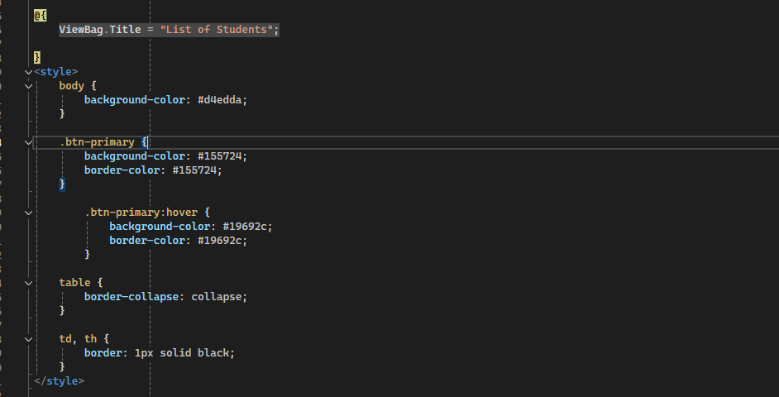 @{
ViewBag.Title = "List of Students";
}
<style>
body {
background-color: #d4edda;
}
.btn-primary {
background-color: #155724;
border-color: #155724;
}
.btn-primary:hover {
background-color: #19692c;
border-color: #19692c;
}
table {
border-collapse: collapse;
}
td, th {
border: 1px solid black;
}
</style>